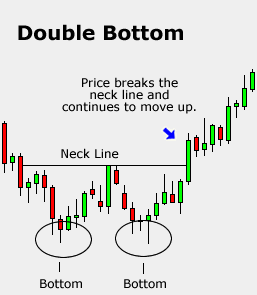 Double Bottom
Price breaks the
neck line and
continues to move up.
Neck Line
Bottom
Bottom